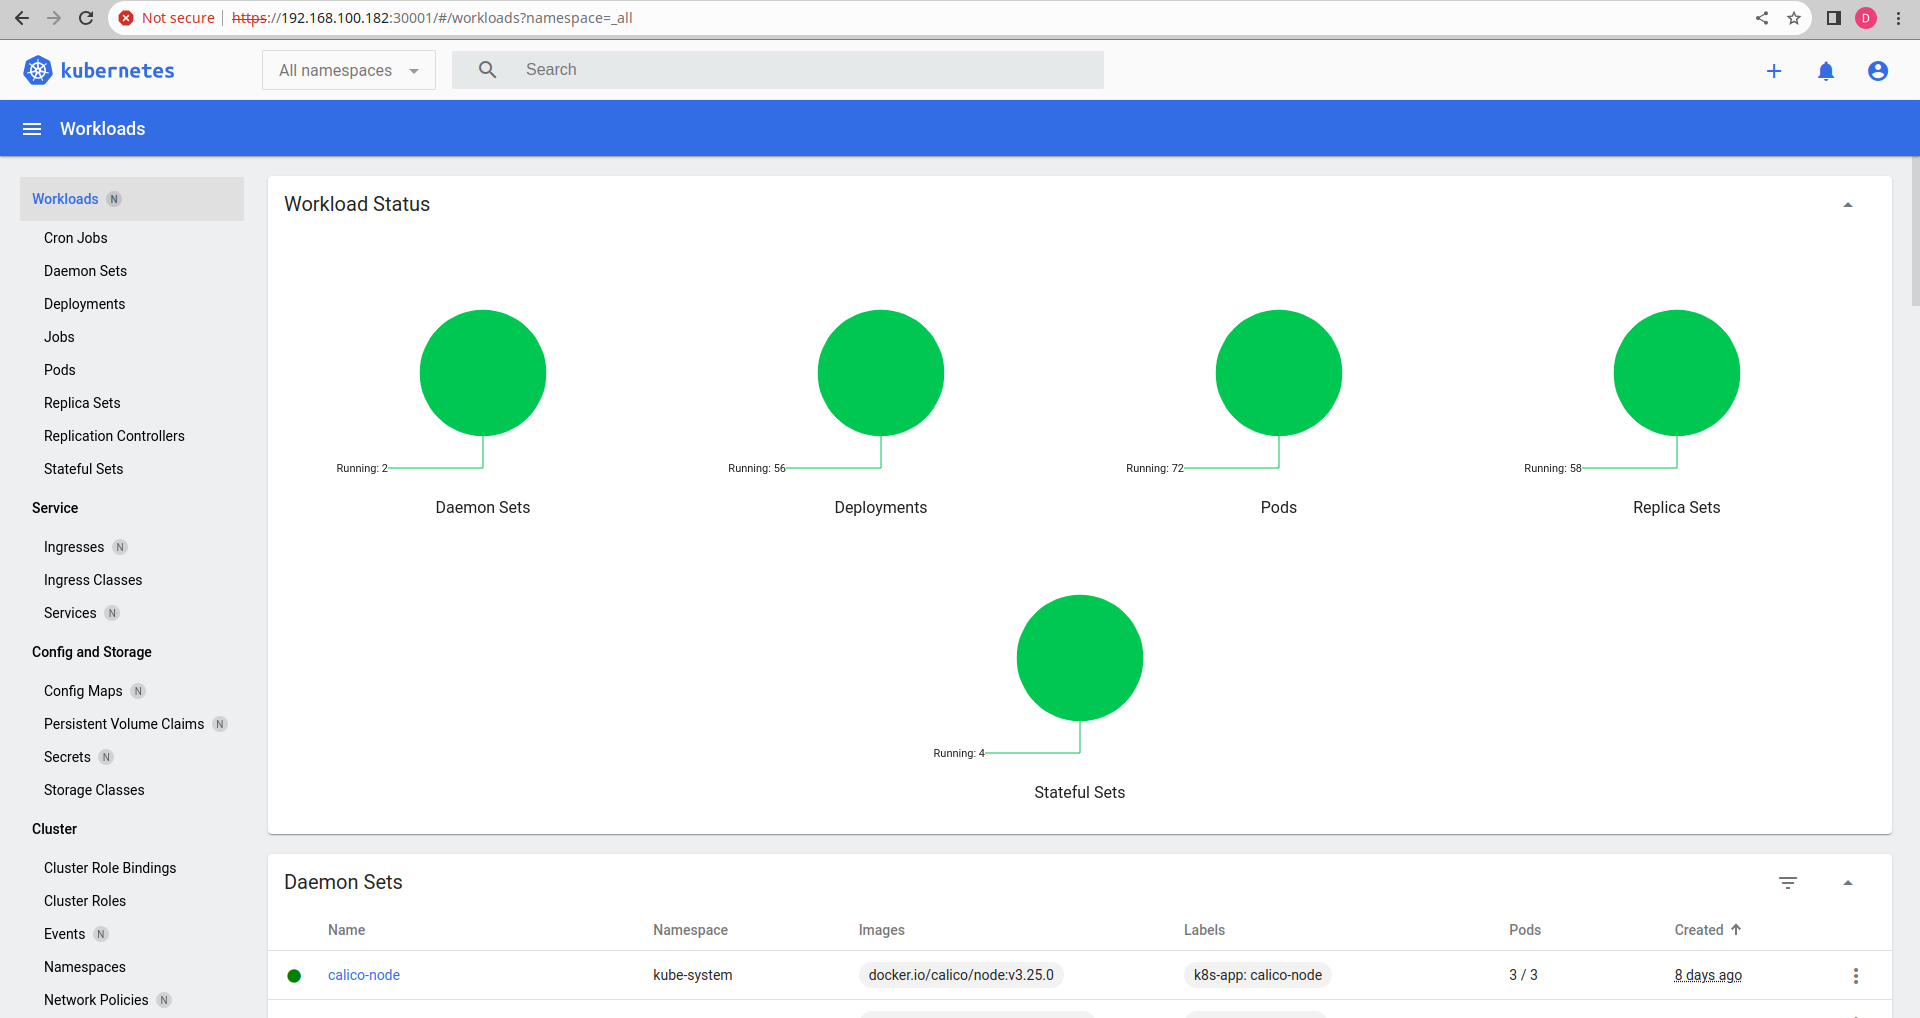 Not secure https://192.168.100.182:30001/#/workloads?namespace=_all D
kubernetes All namespaces Search
Workloads
Workloads N
Cron Jobs
Daemon Sets
Deployments
Jobs
Pods
Replica Sets
Replication Controllers
Stateful Sets
Service
Ingresses N
Ingress Classes
Services N
Config and Storage
Config Maps N
Persistent Volume Claims N
Secrets N
Storage Classes
Cluster
Cluster Role Bindings
Cluster Roles
Events N
Namespaces
Network Policies N
Workload Status
Running: 2
Daemon Sets
Running: 56
Deployments
Running: 72
Pods
Running: 58
Replica Sets
Running: 4
Stateful Sets
Daemon Sets
Name Namespace Images Labels Pods Created
calico-node kube-system docker.io/calico/node:v3.25.0 k8s-app: calico-node 3 / 3 8 days ago